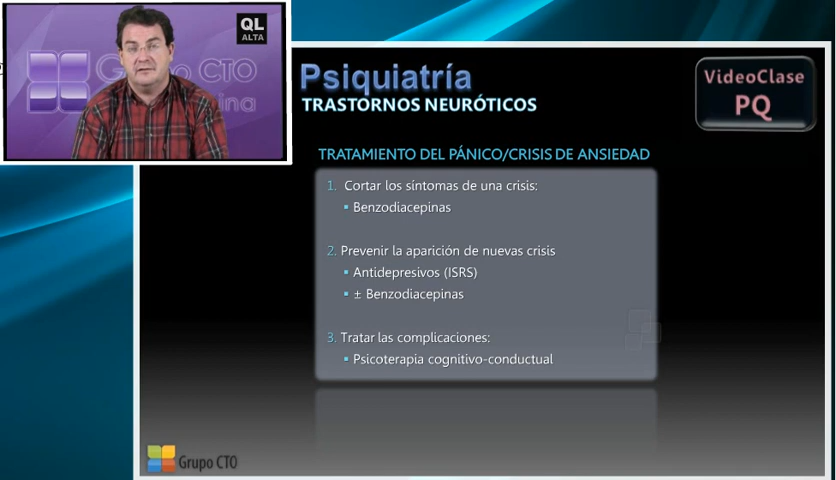 QL
ALTA
Grupo CTO
Psiquiatría
TRASTORNOS NEURÓTICOS
VideoClase
PQ
TRATAMIENTO DEL PÁNICO/CRISIS DE ANSIEDAD
1. Cortar los síntomas de una crisis:
▪ Benzodiacepinas
2. Prevenir la aparición de nuevas crisis
▪ Antidepresivos (ISRS)
▪ ± Benzodiacepinas
3. Tratar las complicaciones:
▪ Psicoterapia cognitivo-conductual
Grupo CTO